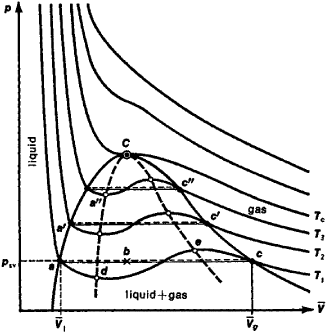 p
liquid
C
a''
c''
gas
T_c
T_3
a'
c'
T_2
p_sv
a
b
d
e
c
T_1
liquid+gas
V̄_l
V̄_g
V̄